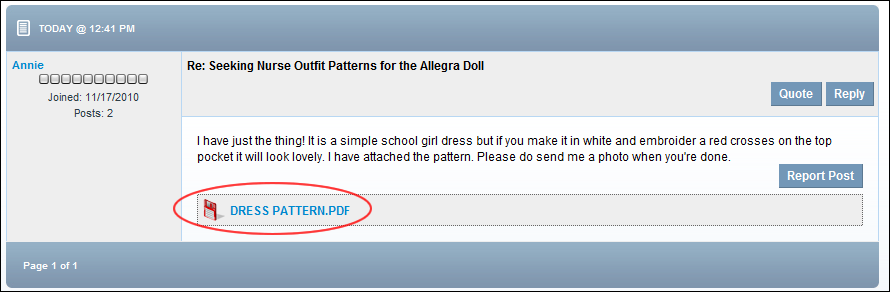 TODAY @ 12:41 PM
Annie
Joined: 11/17/2010
Posts: 2
Re: Seeking Nurse Outfit Patterns for the Allegra Doll
Quote Reply
I have just the thing! It is a simple school girl dress but if you make it in white and embroider a red crosses on the top
pocket it will look lovely. I have attached the pattern. Please do send me a photo when you're done.
Report Post
DRESS PATTERN.PDF
Page 1 of 1